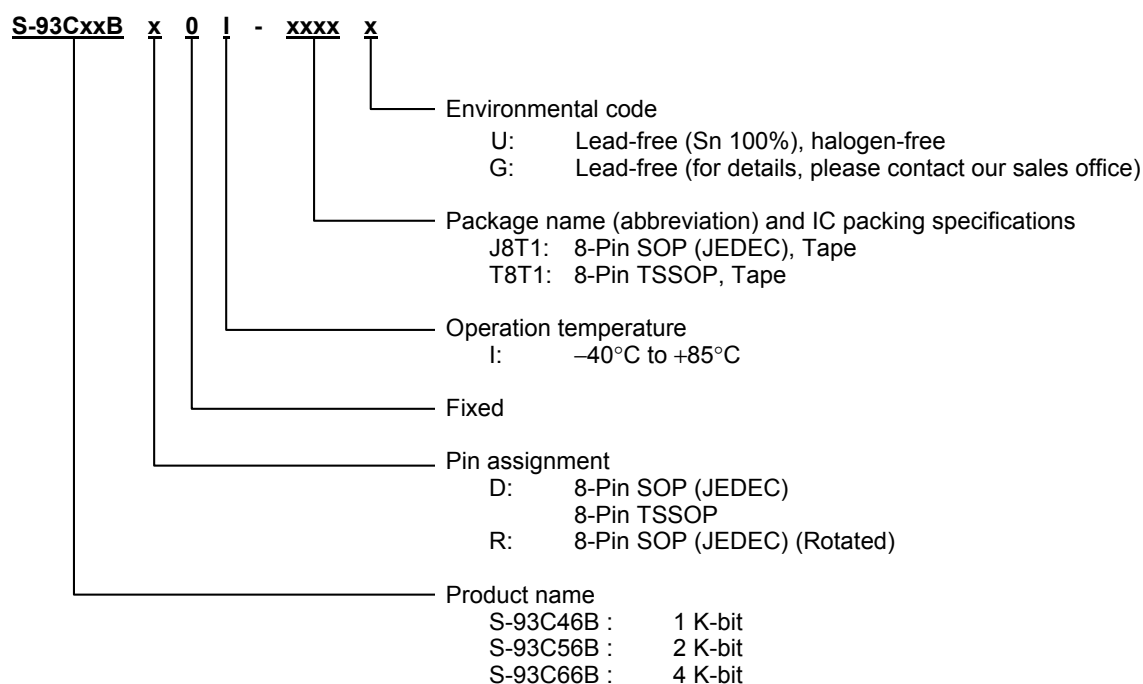 S-93CxxB x 0 I - xxxx x
Environmental code
U: Lead-free (Sn 100%), halogen-free
G: Lead-free (for details, please contact our sales office)
Package name (abbreviation) and IC packing specifications
J8T1: 8-Pin SOP (JEDEC), Tape
T8T1: 8-Pin TSSOP, Tape
Operation temperature
I: −40°C to +85°C
Fixed
Pin assignment
D: 8-Pin SOP (JEDEC)
8-Pin TSSOP
R: 8-Pin SOP (JEDEC) (Rotated)
Product name
S-93C46B : 1 K-bit
S-93C56B : 2 K-bit
S-93C66B : 4 K-bit